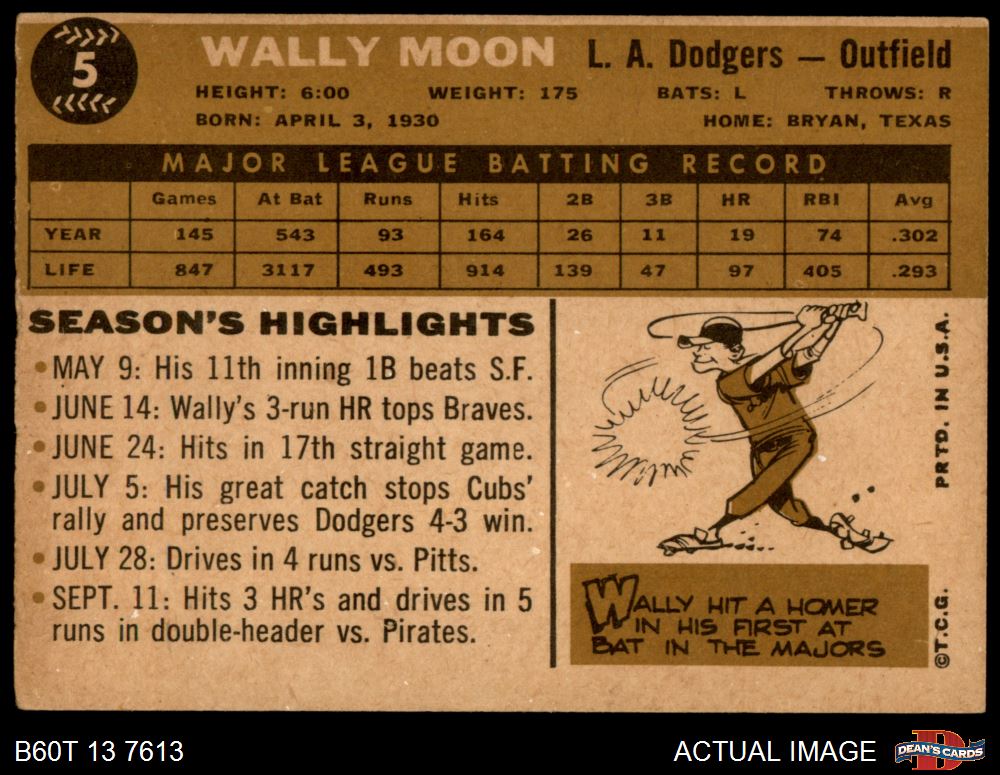 5
WALLY MOON L. A. Dodgers — Outfield
HEIGHT: 6:00 WEIGHT: 175 BATS: L THROWS: R
BORN: APRIL 3, 1930 HOME: BRYAN, TEXAS
MAJOR LEAGUE BATTING RECORD
Games At Bat Runs Hits 2B 3B HR RBI Avg
YEAR 145 543 93 164 26 11 19 74 .302
LIFE 847 3117 493 914 139 47 97 405 .293
SEASON'S HIGHLIGHTS
• MAY 9: His 11th inning 1B beats S.F.
• JUNE 14: Wally's 3-run HR tops Braves.
• JUNE 24: Hits in 17th straight game.
• JULY 5: His great catch stops Cubs'
rally and preserves Dodgers 4-3 win.
• JULY 28: Drives in 4 runs vs. Pitts.
• SEPT. 11: Hits 3 HR's and drives in 5
runs in double-header vs. Pirates.
WALLY HIT A HOMER
IN HIS FIRST AT
BAT IN THE MAJORS
PRTD. IN U.S.A.
©T.C.G.
B60T 13 7613 ACTUAL IMAGE
DEAN'S CARDS